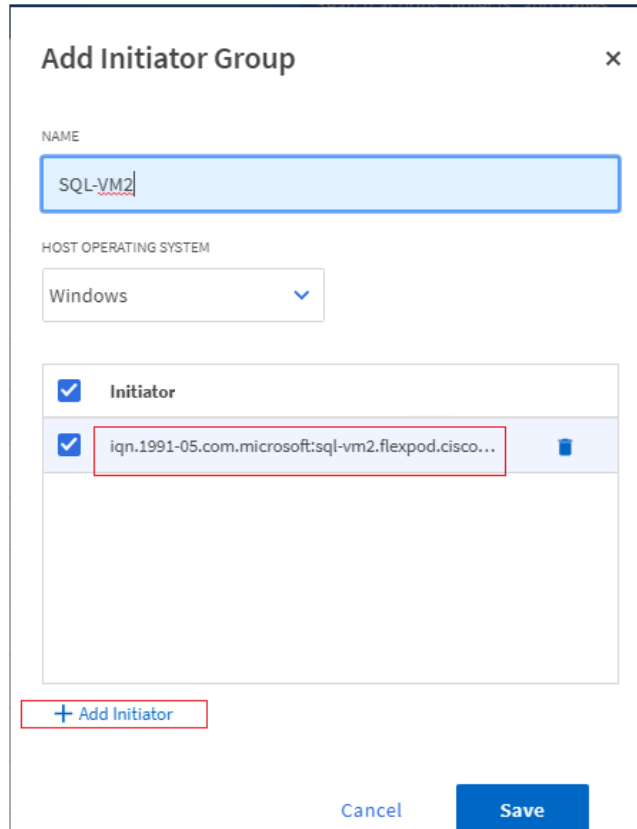 Add Initiator Group
NAME
SQL-VM2
HOST OPERATING SYSTEM
Windows
Initiator
iqn.1991-05.com.microsoft:sql-vm2.flexpod.cisco...
+ Add Initiator
Cancel Save